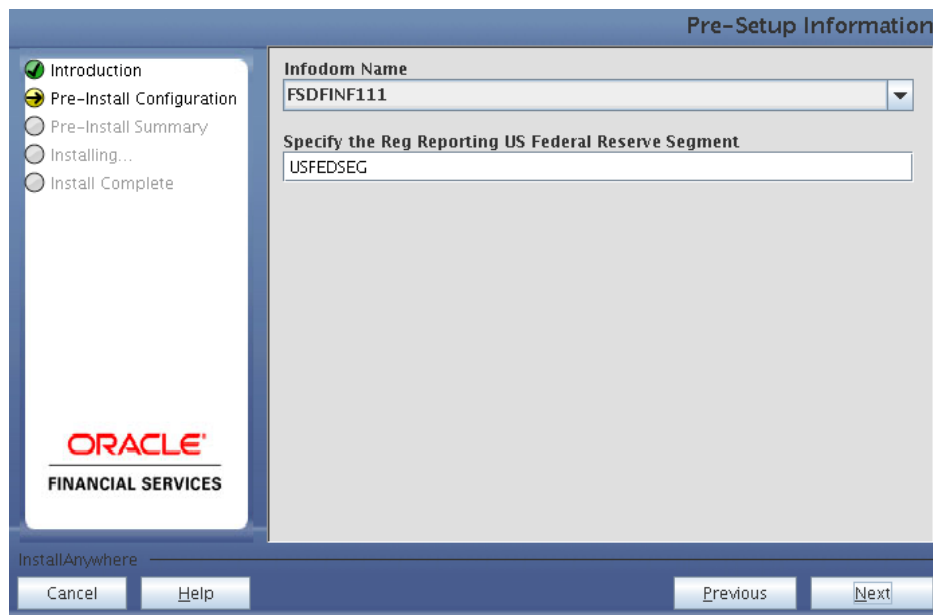 Pre-Setup Information
Introduction
Pre-Install Configuration
Pre-Install Summary
Installing...
Install Complete
ORACLE'
FINANCIAL SERVICES
Infodom Name
FSDFINF111
Specify the Reg Reporting US Federal Reserve Segment
USFEDSEG
InstallAnywhere
Cancel
Help
Previous
Next